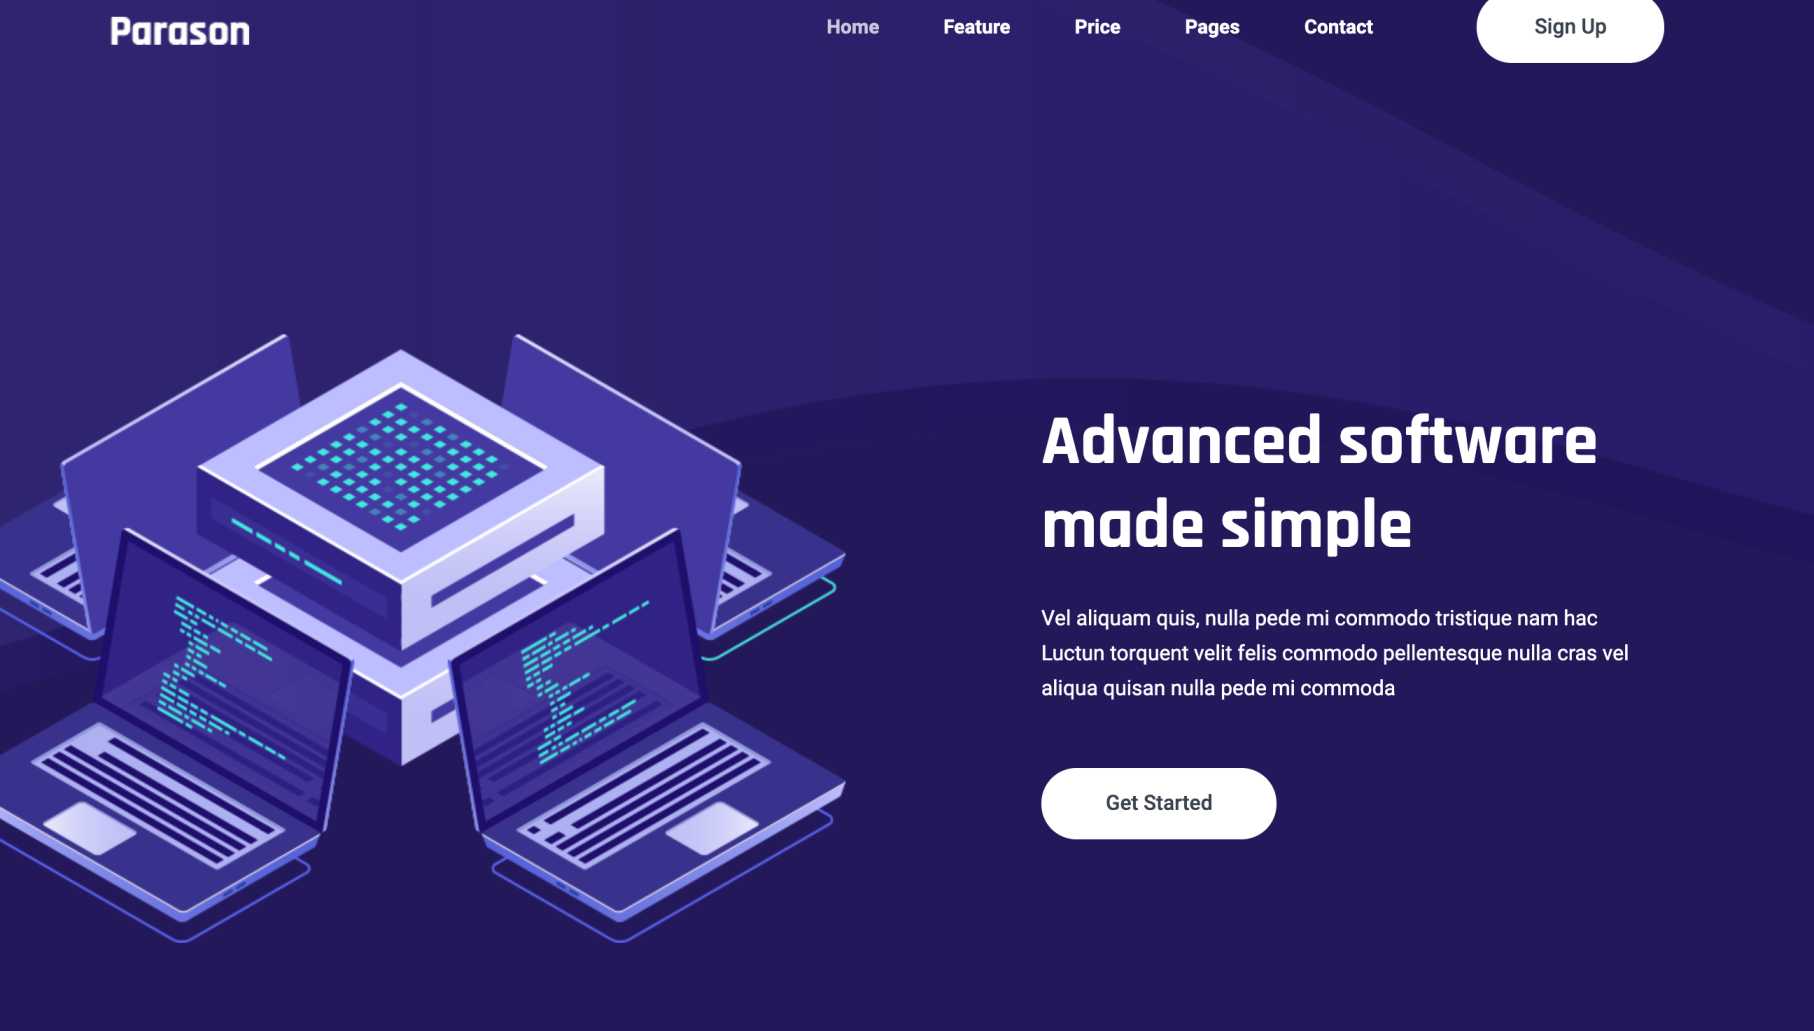 Parason
Home Feature Price Pages Contact Sign Up
Advanced software
made simple
Vel aliquam quis, nulla pede mi commodo tristique nam hac
Luctun torquent velit felis commodo pellentesque nulla cras vel
aliqua quisan nulla pede mi commoda
Get Started